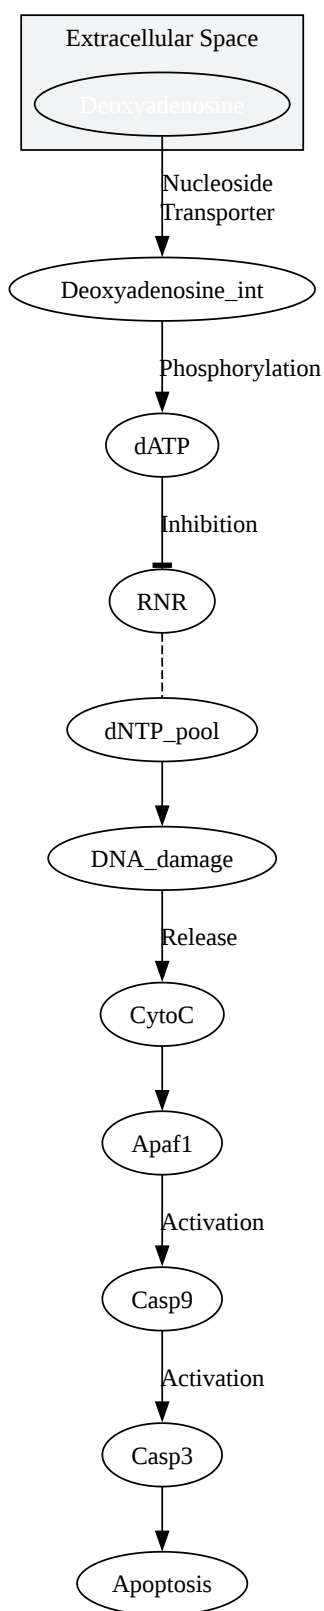 Extracellular Space
Deoxyadenosine
Nucleoside
Transporter
Deoxyadenosine_int
Phosphorylation
dATP
Inhibition
RNR
dNTP_pool
DNA_damage
Release
CytoC
Apaf1
Activation
Casp9
Activation
Casp3
Apoptosis